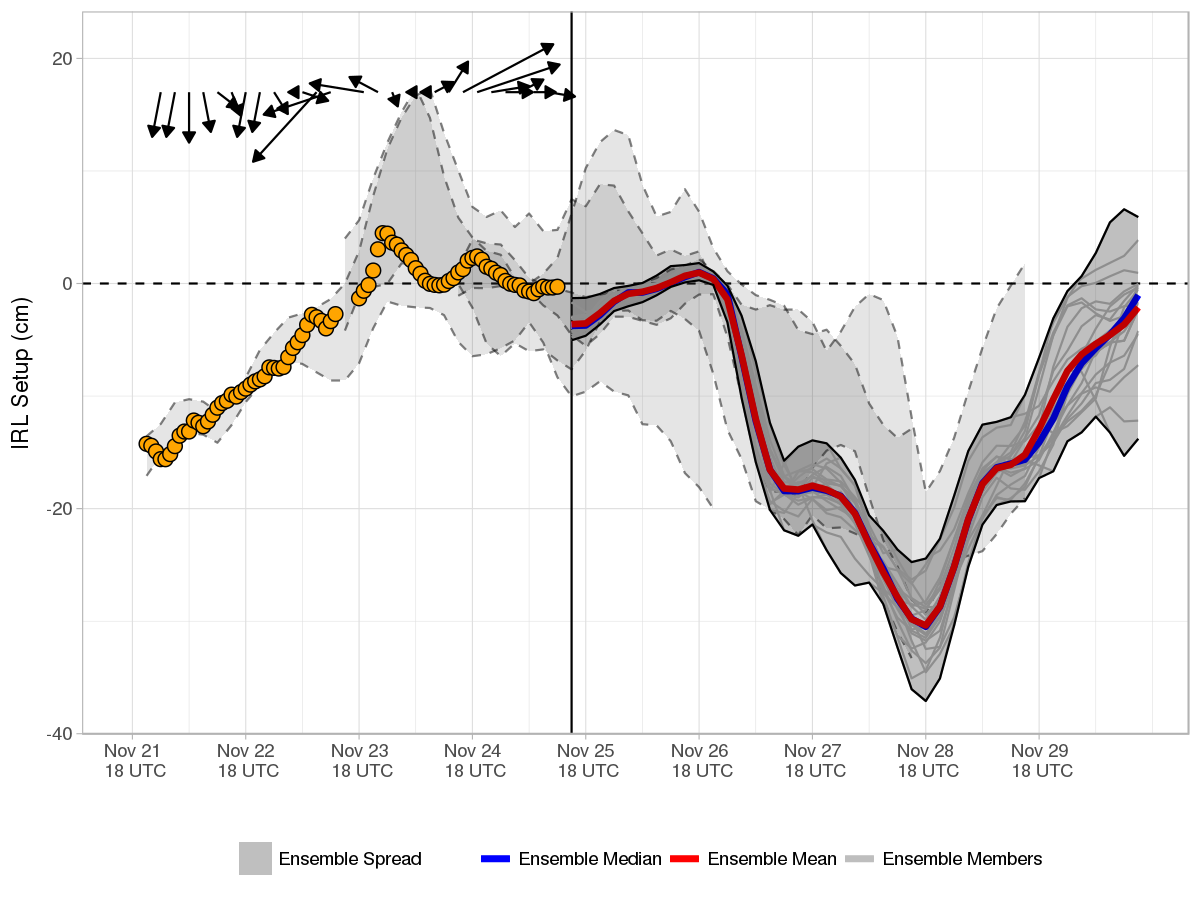 IRL Setup (cm)
20
0
-20
-40
Nov 21
18 UTC
Nov 22
18 UTC
Nov 23
18 UTC
Nov 24
18 UTC
Nov 25
18 UTC
Nov 26
18 UTC
Nov 27
18 UTC
Nov 28
18 UTC
Nov 29
18 UTC
Ensemble Spread
Ensemble Median
Ensemble Mean
Ensemble Members